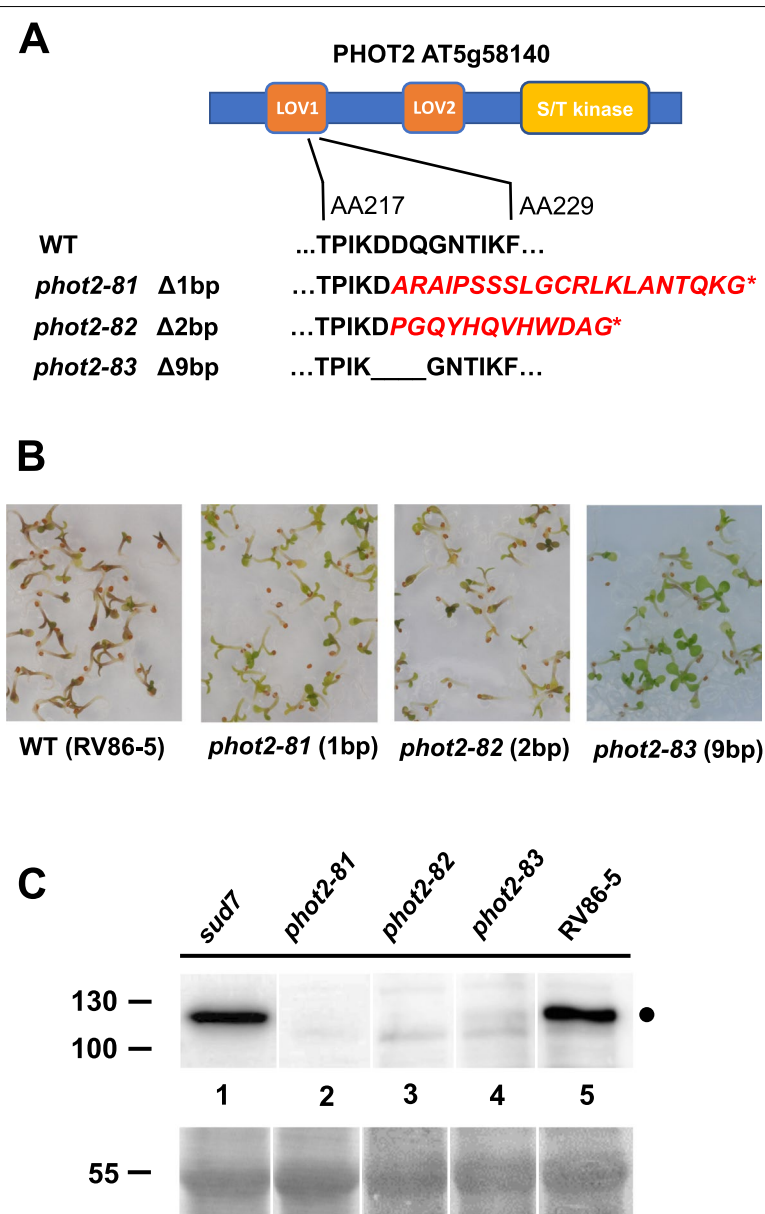 A
PHOT2 AT5g58140
LOV1 LOV2 S/T kinase
AA217 AA229
WT ...TPIKDDQGNTIKF...
phot2-81 Δ1bp ...TPIKDARAIPSSSLGCRLKLANTQKG*
phot2-82 Δ2bp ...TPIKDPGQYHQVHWDAG*
phot2-83 Δ9bp ...TPIK____GNTIKF...
B
WT (RV86-5) phot2-81 (1bp) phot2-82 (2bp) phot2-83 (9bp)
C
sud7 phot2-81 phot2-82 phot2-83 RV86-5
130
100
1 2 3 4 5
55